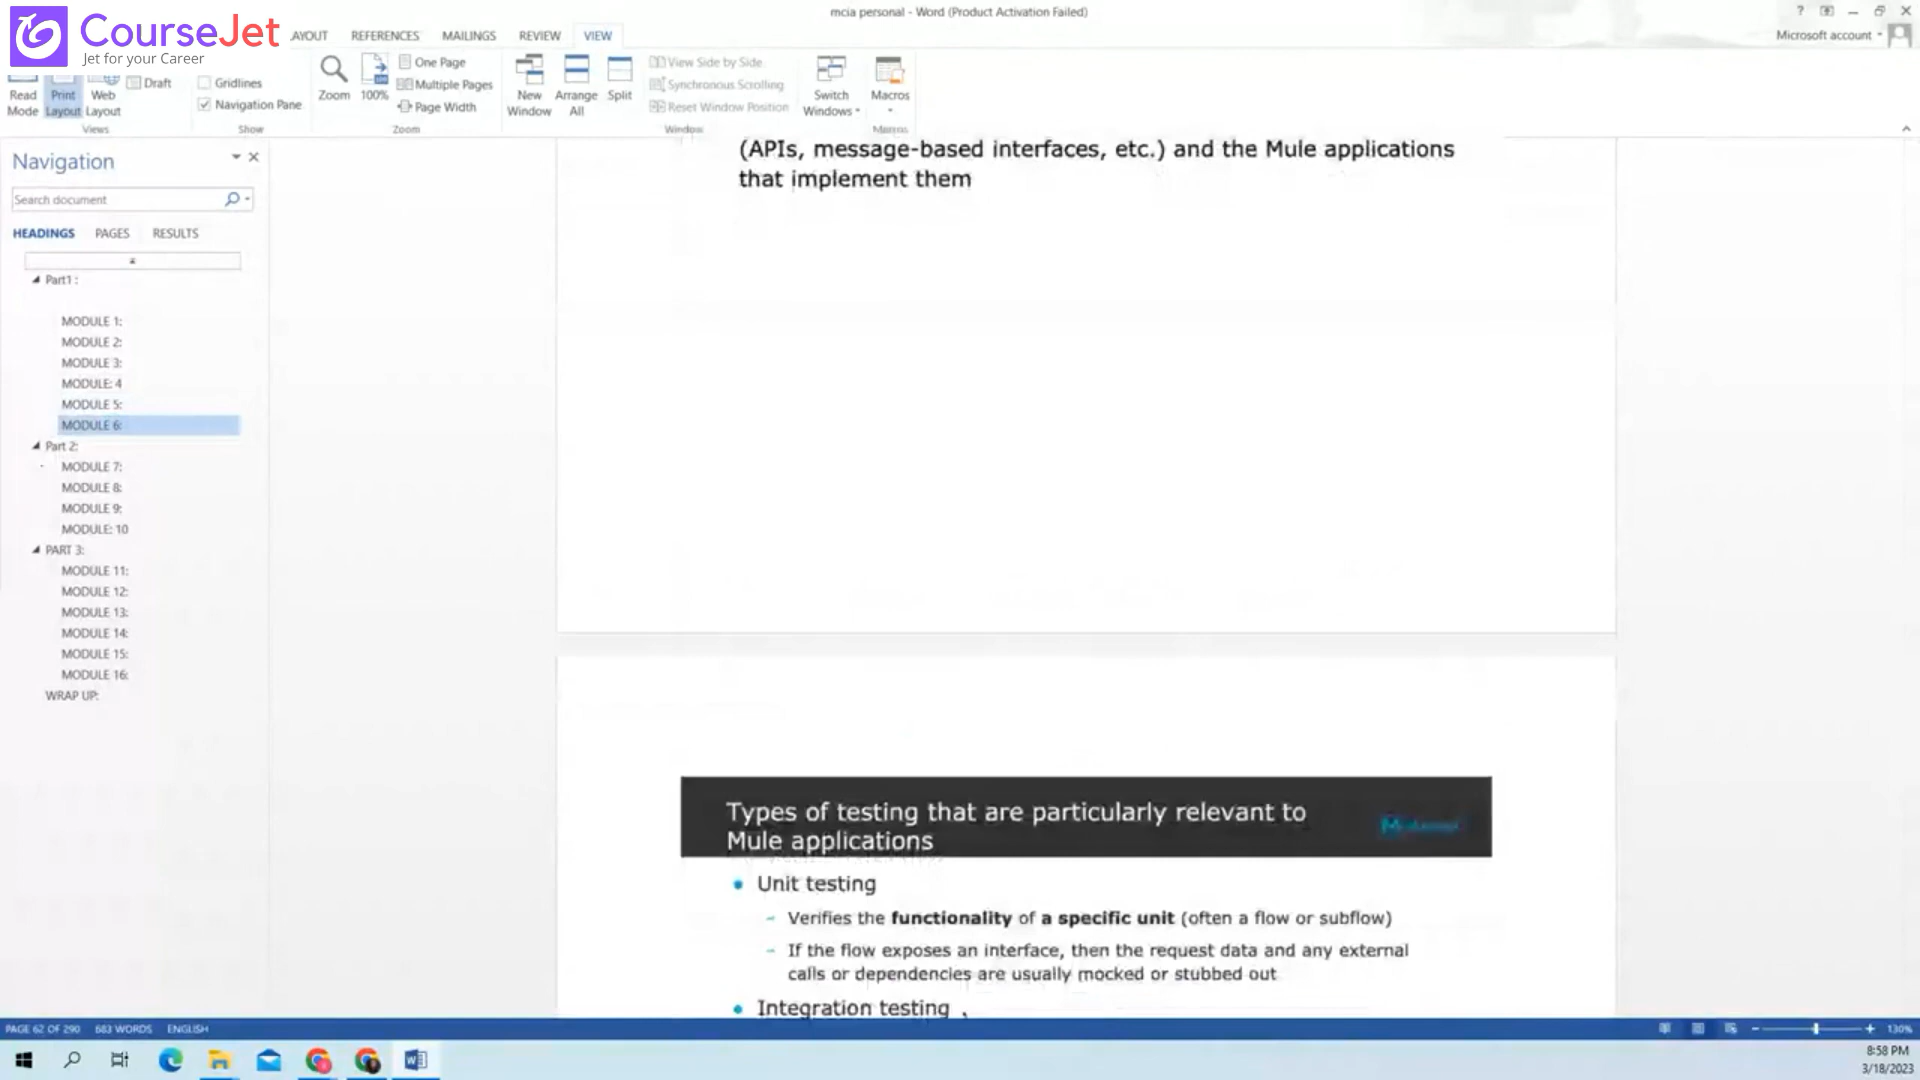 mcia personal - Word (Product Activation Failed)
CourseJet
Jet for your Career
AYOUT REFERENCES MAILINGS REVIEW VIEW
Microsoft account
Read Mode
Print Layout
Web Layout
Draft
Views
Gridlines
Navigation Pane
Show
Zoom
100%
One Page
Multiple Pages
Page Width
Zoom
New Window
Arrange All
Split
View Side by Side
Synchronous Scrolling
Reset Window Position
Window
Switch Windows
Macros
Macros
Navigation
Search document
HEADINGS PAGES RESULTS
Part1 :
MODULE 1:
MODULE 2:
MODULE 3:
MODULE: 4
MODULE 5:
MODULE 6:
Part 2:
MODULE 7:
MODULE 8:
MODULE 9:
MODULE: 10
PART 3:
MODULE 11:
MODULE 12:
MODULE 13:
MODULE 14:
MODULE 15:
MODULE 16:
WRAP UP:
(APIs, message-based interfaces, etc.) and the Mule applications
that implement them
Types of testing that are particularly relevant to
Mule applications
• Unit testing
– Verifies the functionality of a specific unit (often a flow or subflow)
– If the flow exposes an interface, then the request data and any external
calls or dependencies are usually mocked or stubbed out
• Integration testing
PAGE 62 OF 290 683 WORDS ENGLISH
130%
8:58 PM
3/18/2023